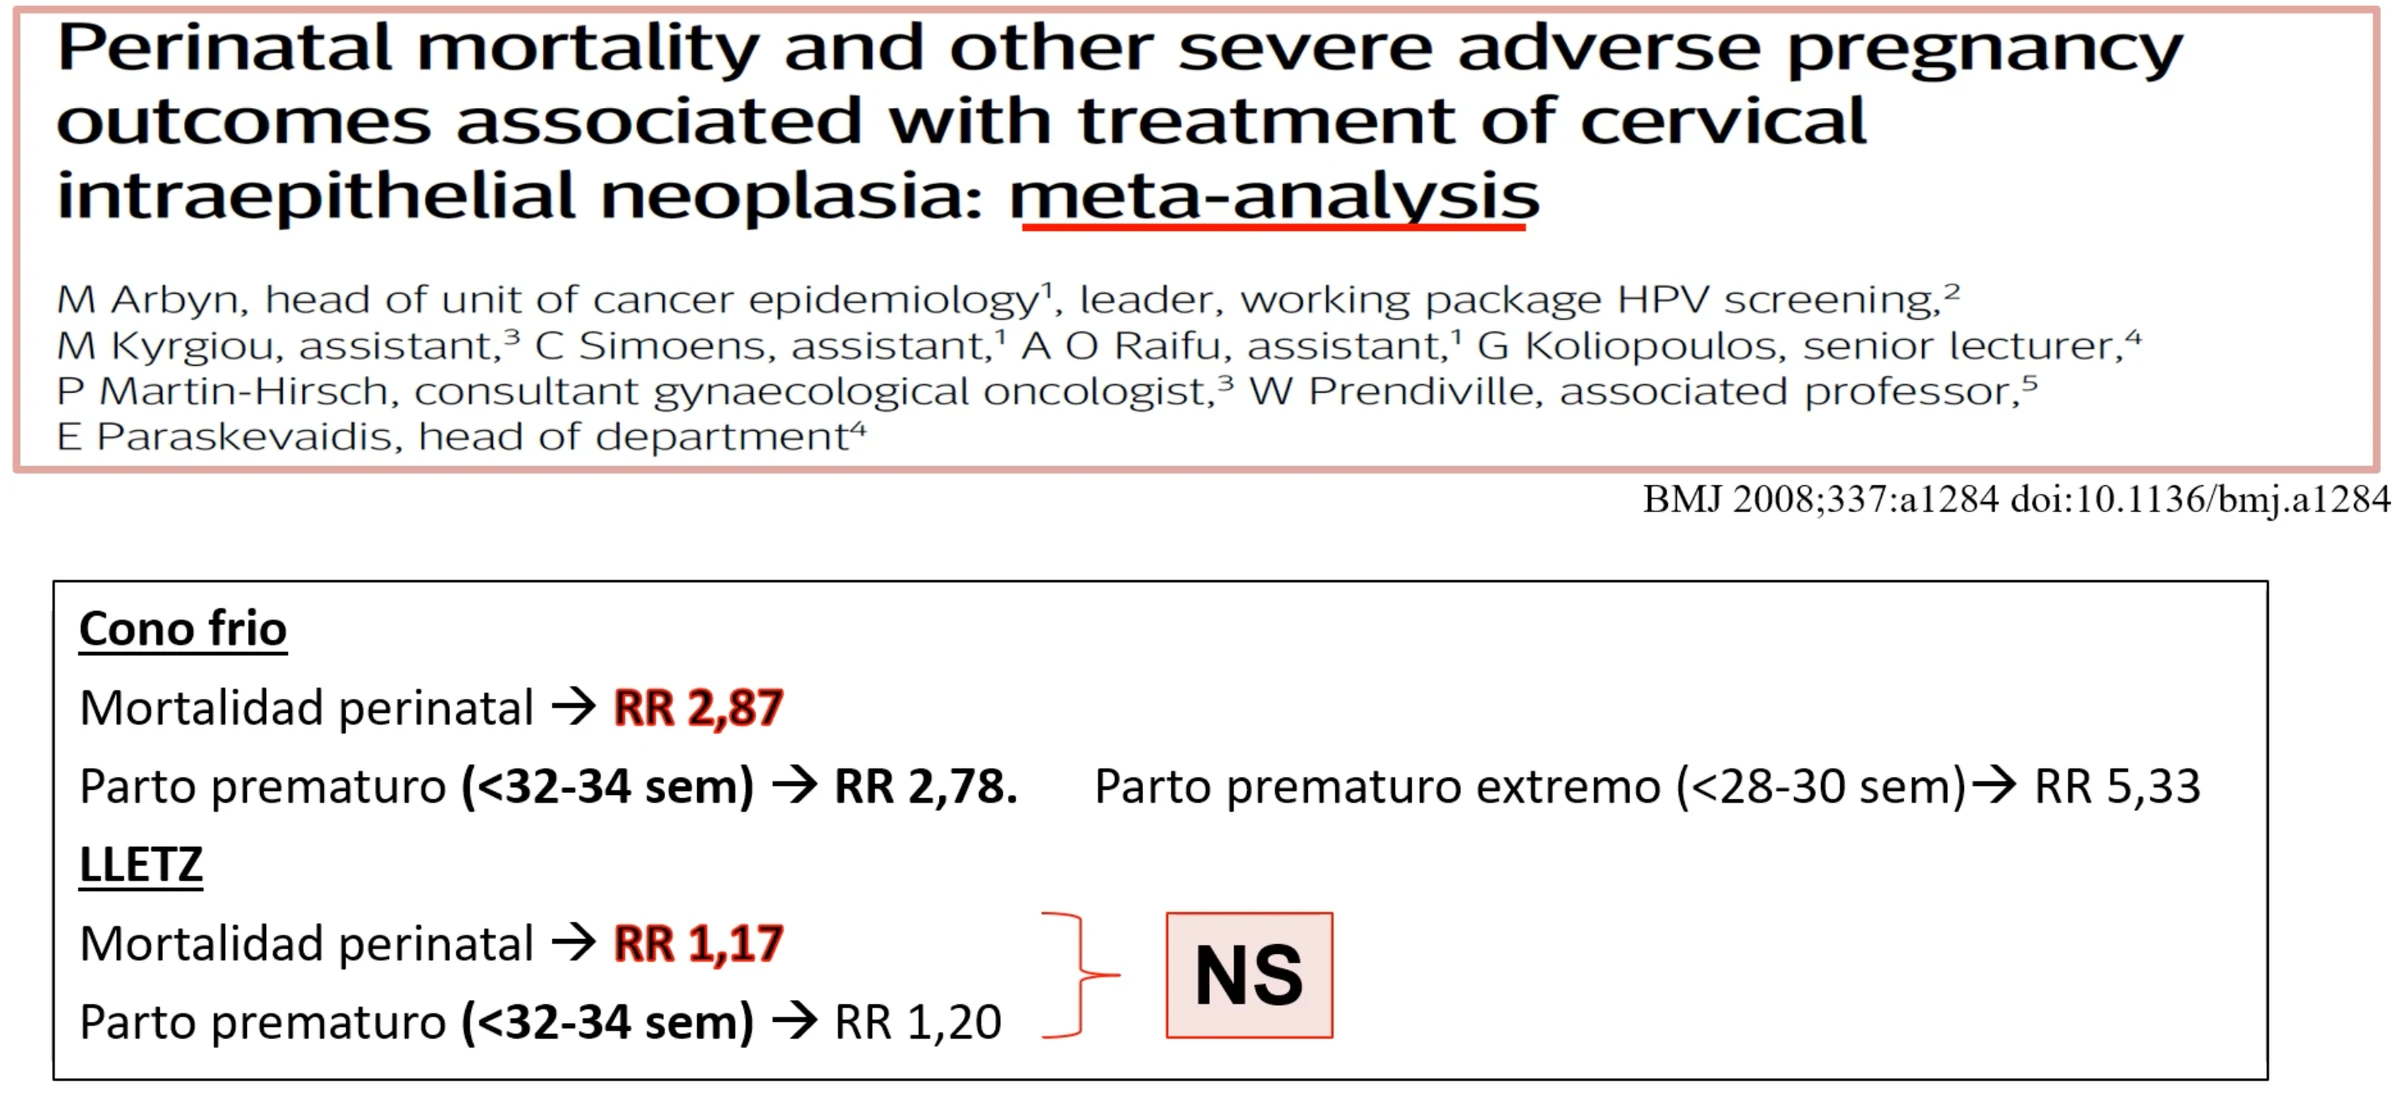 Perinatal mortality and other severe adverse pregnancy
outcomes associated with treatment of cervical
intraepithelial neoplasia: meta-analysis
M Arbyn, head of unit of cancer epidemiology¹, leader, working package HPV screening,²
M Kyrgiou, assistant,³ C Simoens, assistant,¹ A O Raifu, assistant,¹ G Koliopoulos, senior lecturer,⁴
P Martin-Hirsch, consultant gynaecological oncologist,³ W Prendiville, associated professor,⁵
E Paraskevaidis, head of department⁴
BMJ 2008;337:a1284 doi:10.1136/bmj.a1284
Cono frio
Mortalidad perinatal → RR 2,87
Parto prematuro (<32-34 sem) → RR 2,78. Parto prematuro extremo (<28-30 sem)→ RR 5,33
LLETZ
Mortalidad perinatal → RR 1,17
Parto prematuro (<32-34 sem) → RR 1,20
NS